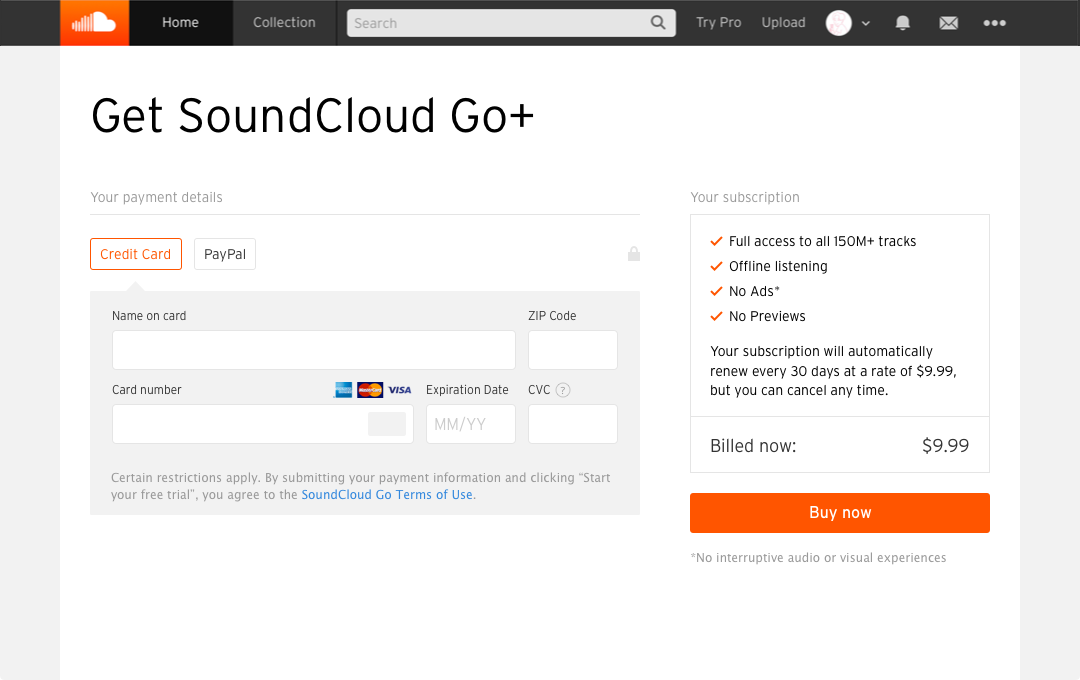 Home
Collection
Search
Try Pro
Upload
Get SoundCloud Go+
Your payment details
Credit Card
PayPal
Name on card
ZIP Code
Card number
VISA
Expiration Date
CVC ?
MM/YY
Certain restrictions apply. By submitting your payment information and clicking “Start
your free trial”, you agree to the SoundCloud Go Terms of Use.
Your subscription
Full access to all 150M+ tracks
Offline listening
No Ads*
No Previews
Your subscription will automatically
renew every 30 days at a rate of $9.99,
but you can cancel any time.
Billed now: $9.99
Buy now
*No interruptive audio or visual experiences